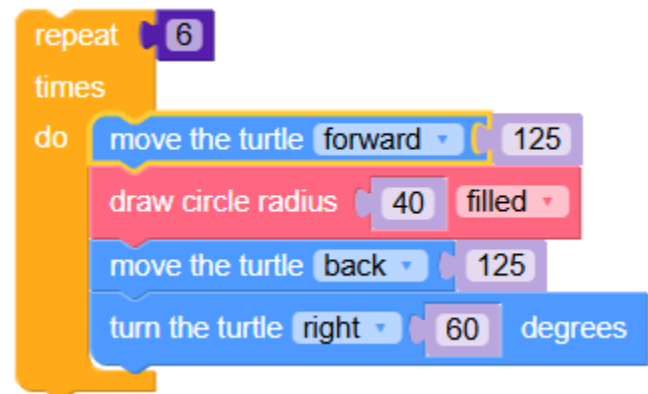 repeat 6
times
do move the turtle forward 125
draw circle radius 40 filled
move the turtle back 125
turn the turtle right 60 degrees